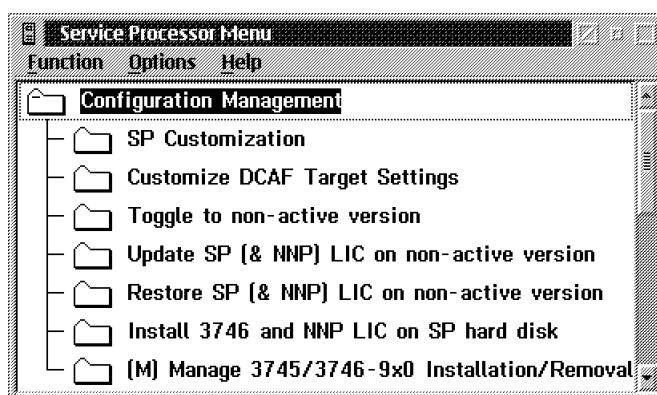 Service Processor Menu
Function Options Help
Configuration Management
SP Customization
Customize DCAF Target Settings
Toggle to non-active version
Update SP (& NNP) LIC on non-active version
Restore SP (& NNP) LIC on non-active version
Install 3746 and NNP LIC on SP hard disk
(M) Manage 3745/3746-9x0 Installation/Removal